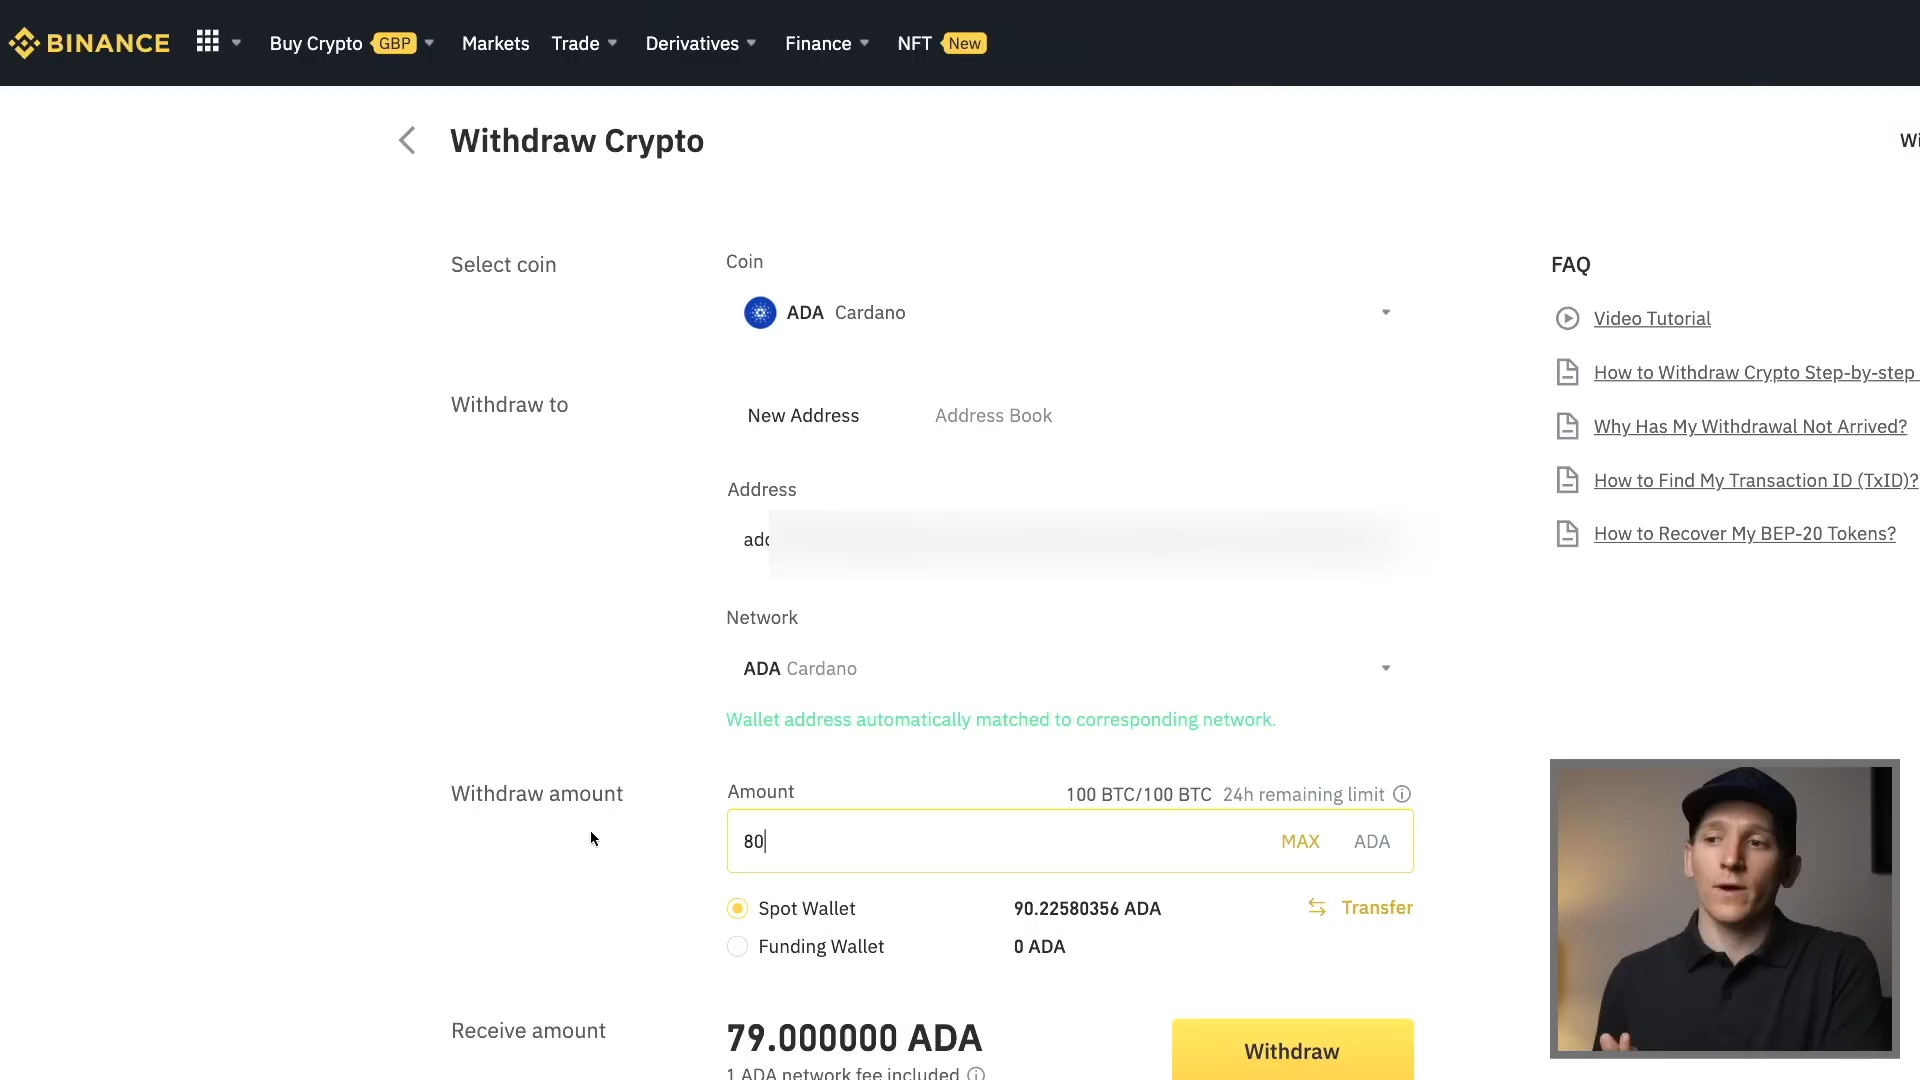 BINANCE
Buy Crypto GBP
Markets
Trade
Derivatives
Finance
NFT New
Withdraw Crypto
Select coin
Coin
ADA Cardano
Withdraw to
New Address
Address Book
Address
Network
ADA Cardano
Wallet address automatically matched to corresponding network.
Withdraw amount
Amount
100 BTC/100 BTC 24h remaining limit
80
MAX
ADA
Spot Wallet
90.22580356 ADA
Transfer
Funding Wallet
0 ADA
Receive amount
79.000000 ADA
1 ADA network fee included
Withdraw
FAQ
Video Tutorial
How to Withdraw Crypto Step-by-step
Why Has My Withdrawal Not Arrived?
How to Find My Transaction ID (TxID)?
How to Recover My BEP-20 Tokens?